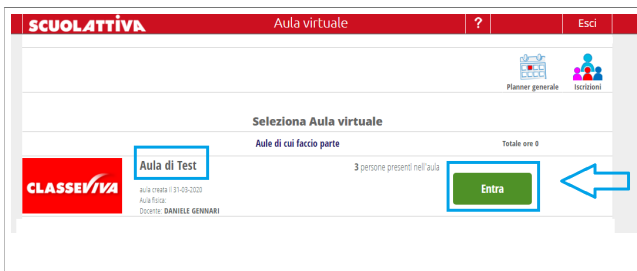 SCUOLATTIVA Aula virtuale ? Esci
Planner generale Iscrizioni
Seleziona Aula virtuale
Aule di cui faccio parte Totale ore 0
Aula di Test 3 persone presenti nell'aula
CLASSEVIVA Entra
aula creata il 31-03-2020
Aula fisica:
Docente: DANIELE GENNARI